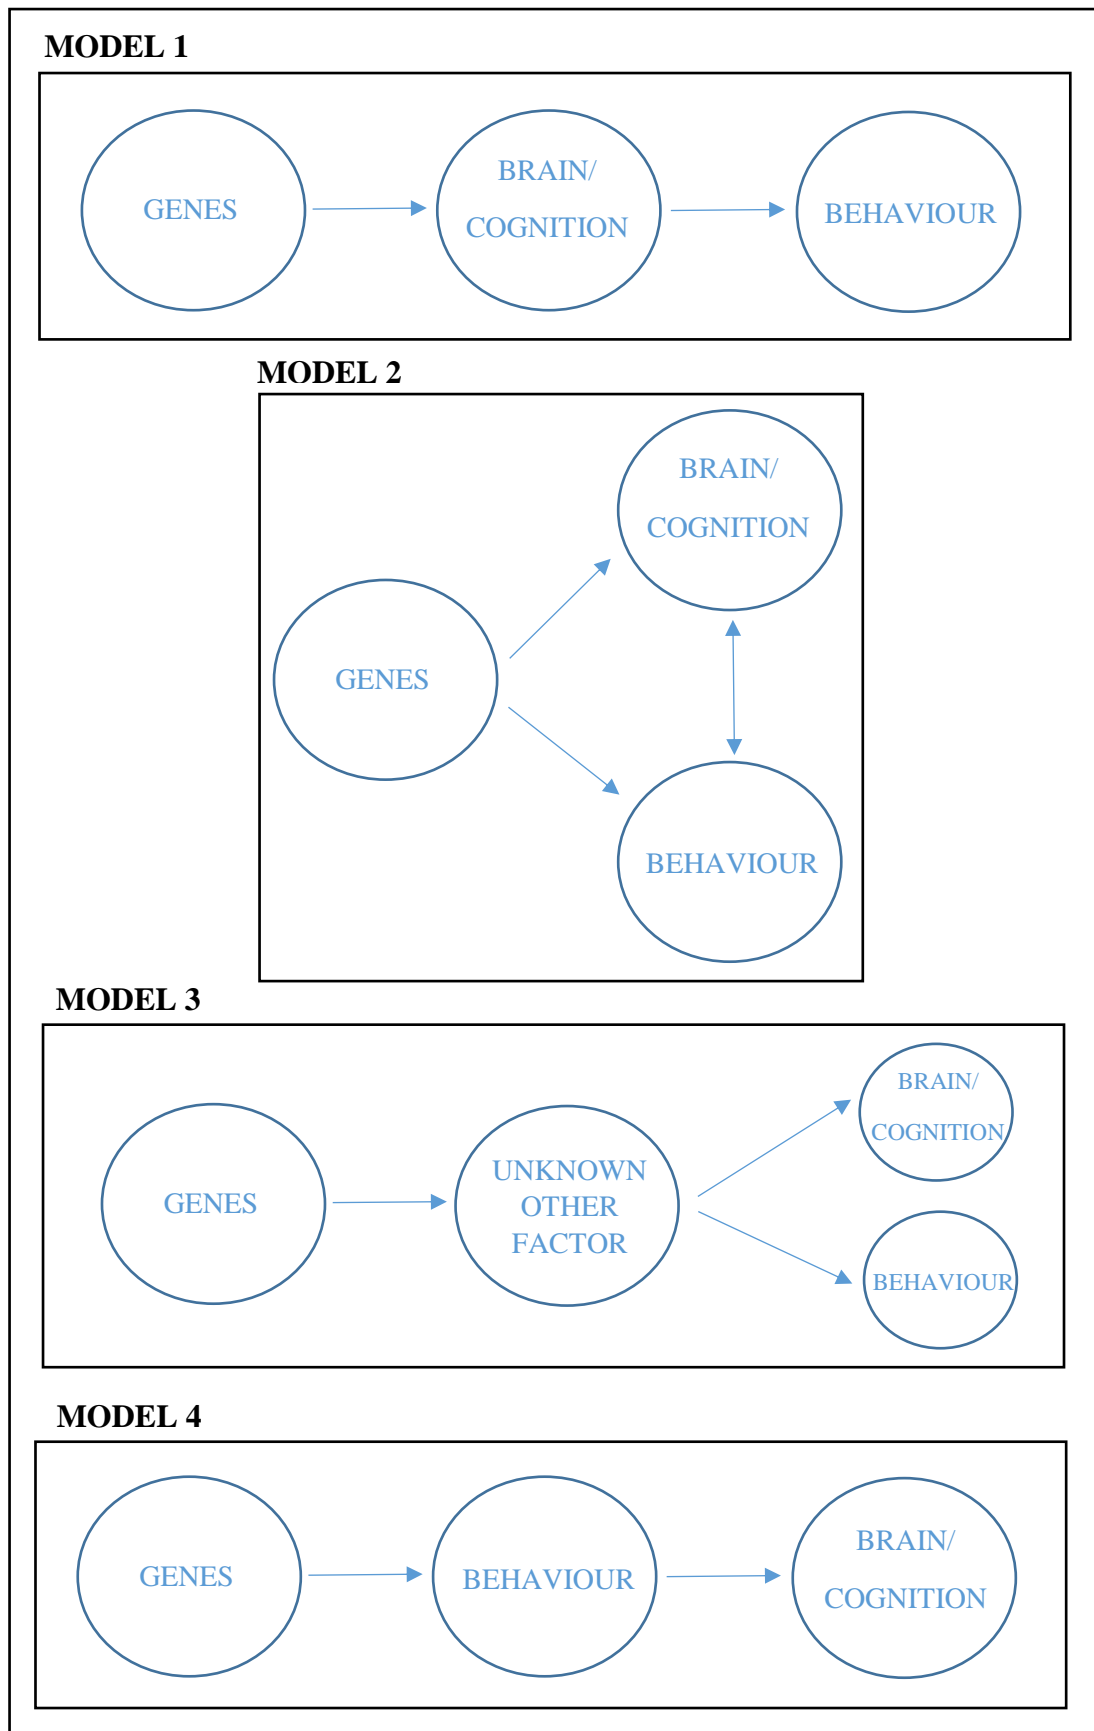 MODEL 1
GENES
BRAIN/
COGNITION
BEHAVIOUR
MODEL 2
BRAIN/
COGNITION
GENES
BEHAVIOUR
MODEL 3
GENES
UNKNOWN
OTHER
FACTOR
BRAIN/
COGNITION
BEHAVIOUR
MODEL 4
GENES
BEHAVIOUR
BRAIN/
COGNITION